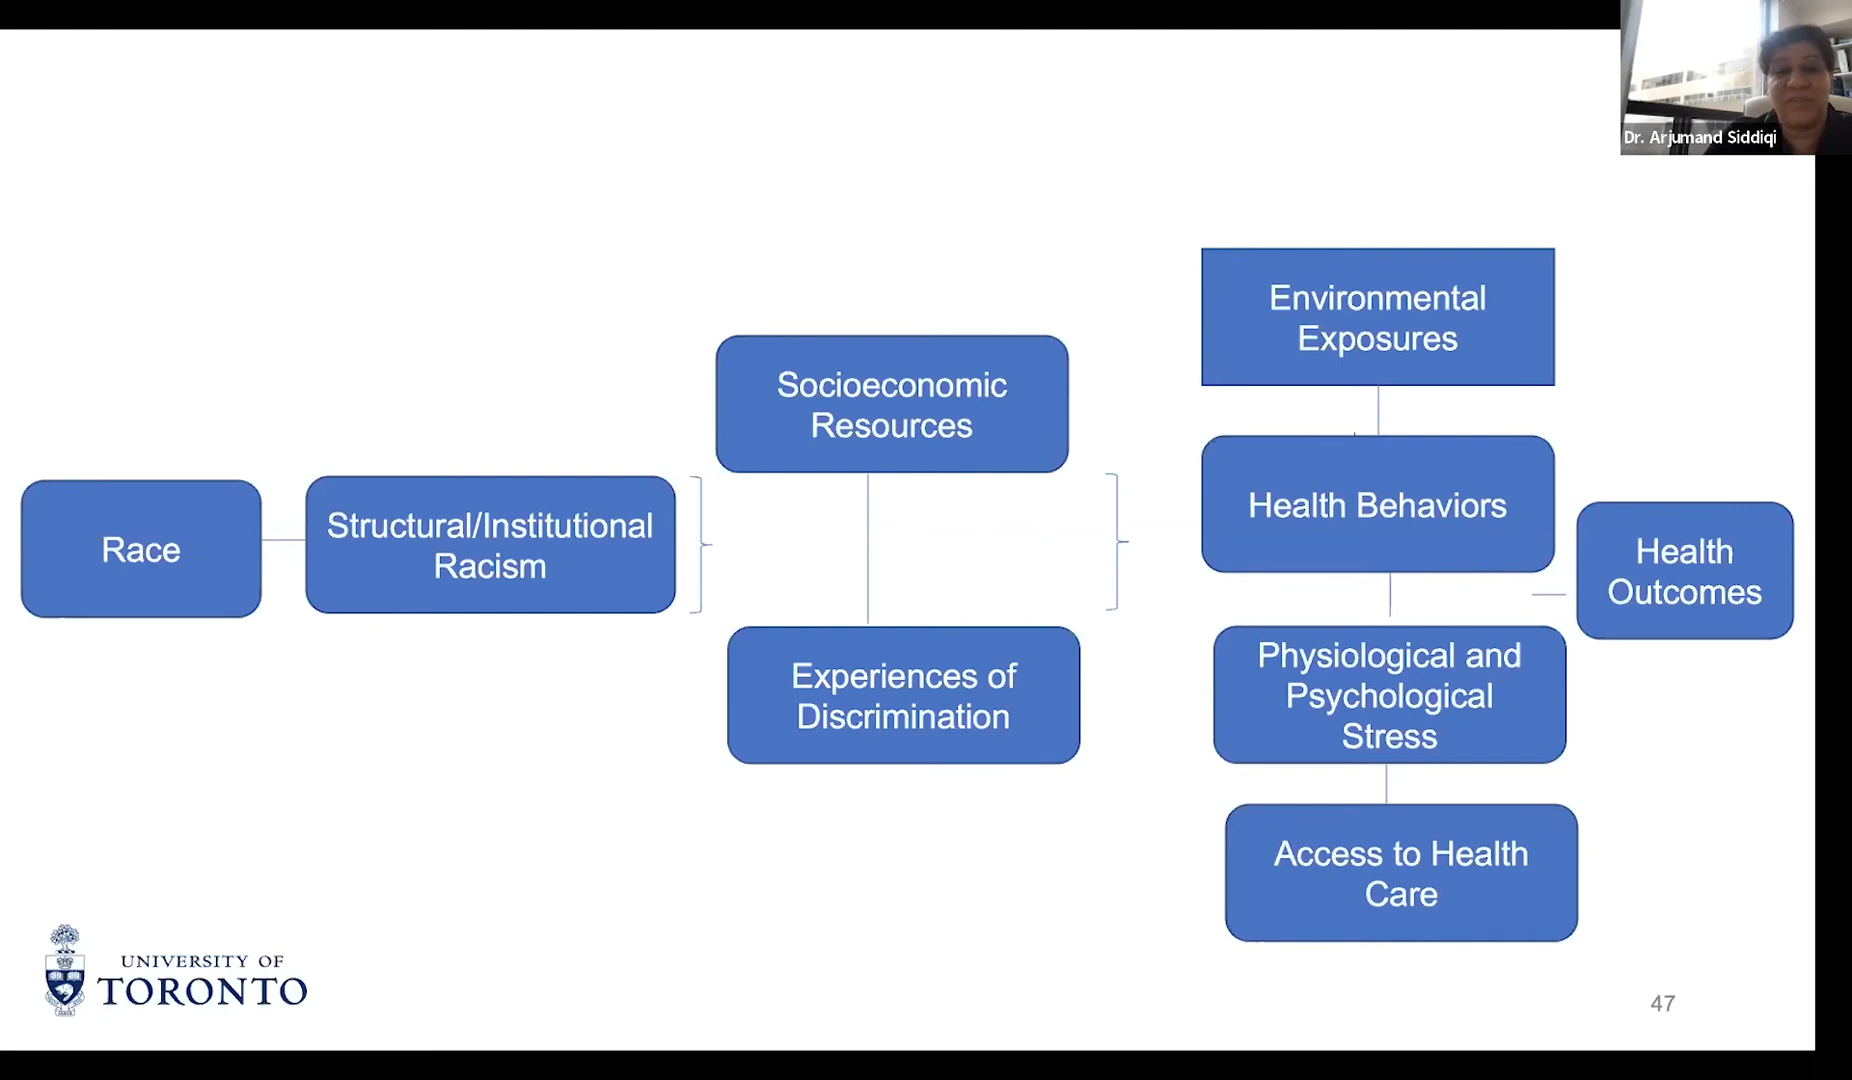 Dr. Arjumand Siddiqi
Environmental
Exposures
Socioeconomic
Resources
Health Behaviors
Race
Structural/Institutional
Racism
Health
Outcomes
Experiences of
Discrimination
Physiological and
Psychological
Stress
Access to Health
Care
UNIVERSITY OF
TORONTO
47